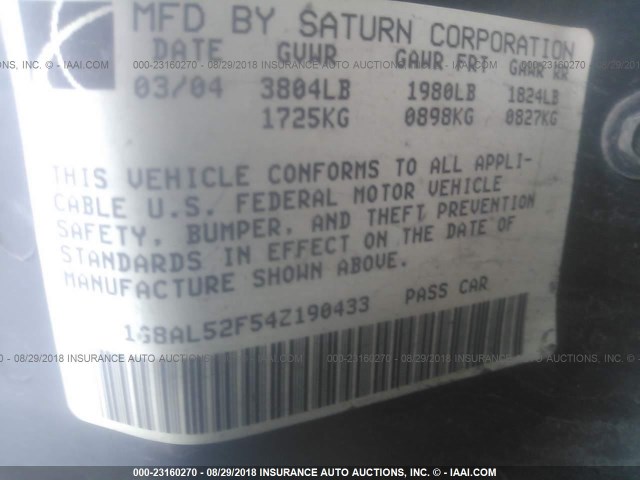 MFD BY SATURN CORPORATION
DATE GVWR GAWR FRT GAWR RR
03/04 3804LB 1980LB 1824LB
1725KG 0898KG 0827KG
THIS VEHICLE CONFORMS TO ALL APPLI-
CABLE U.S. FEDERAL MOTOR VEHICLE
SAFETY, BUMPER, AND THEFT PREVENTION
STANDARDS IN EFFECT ON THE DATE OF
MANUFACTURE SHOWN ABOVE.
1G8AL52F54Z190433 PASS CAR
000-23160270 - 08/29/2018 INSURANCE AUTO AUCTIONS, INC. - © IAAI.COM